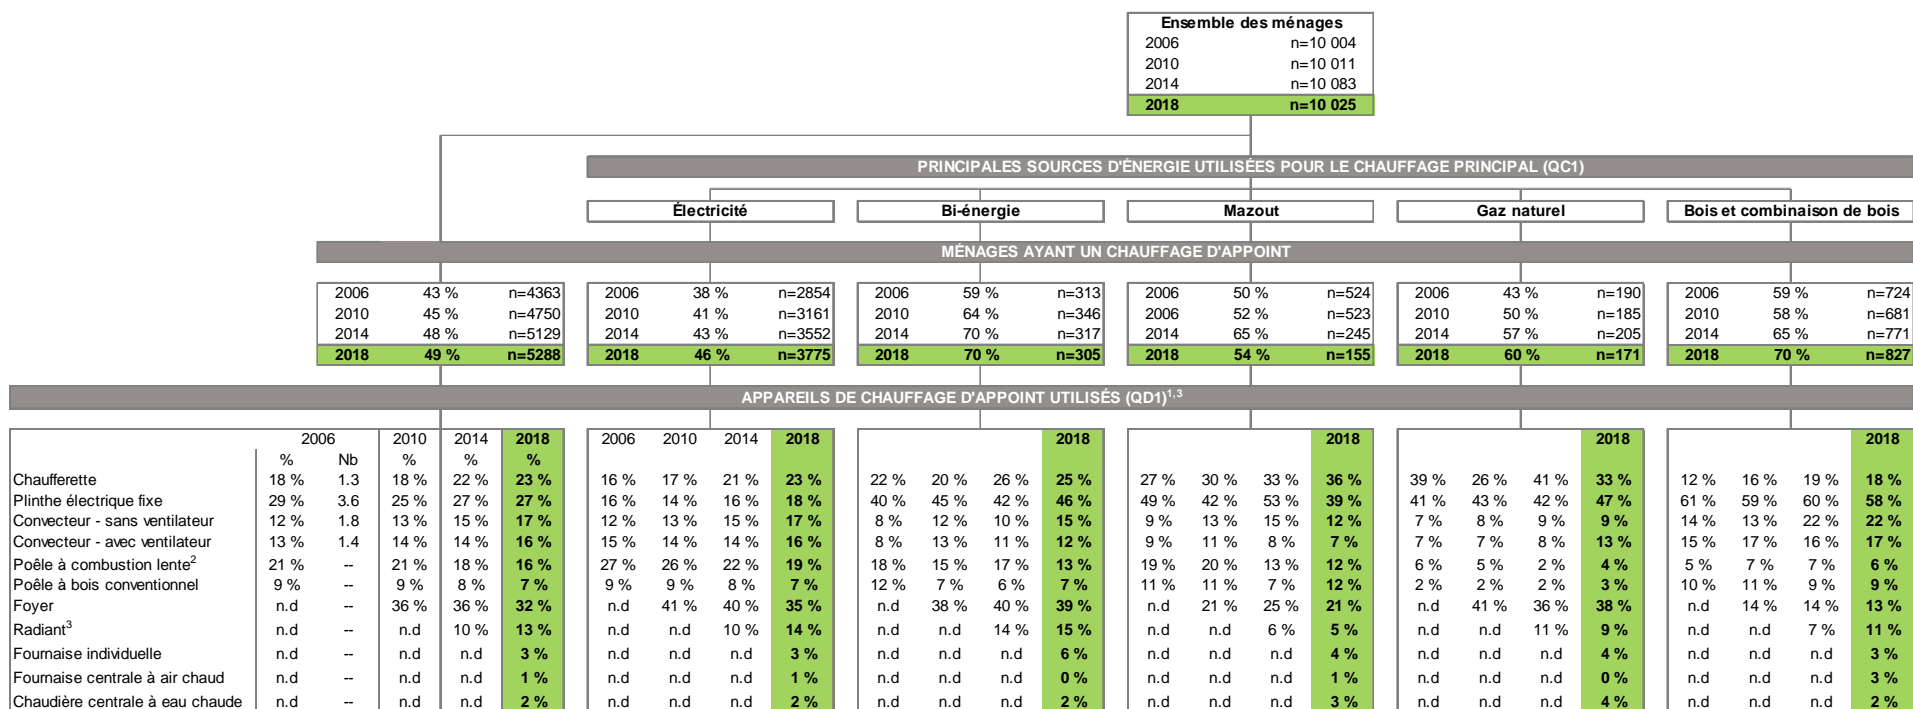 Ensemble des ménages
2006 n=10 004
2010 n=10 011
2014 n=10 083
2018 n=10 025
PRINCIPALES SOURCES D'ÉNERGIE UTILISÉES POUR LE CHAUFFAGE PRINCIPAL (QC1)
Électricité Bi-énergie Mazout Gaz naturel Bois et combinaison de bois
MÉNAGES AYANT UN CHAUFFAGE D'APPOINT
2006 43 % n=4363 2006 38 % n=2854 2006 59 % n=313 2006 50 % n=524 2006 43 % n=190 2006 59 % n=724
2010 45 % n=4750 2010 41 % n=3161 2010 64 % n=346 2006 52 % n=523 2010 50 % n=185 2010 58 % n=681
2014 48 % n=5129 2014 43 % n=3552 2014 70 % n=317 2014 65 % n=245 2014 57 % n=205 2014 65 % n=771
2018 49 % n=5288 2018 46 % n=3775 2018 70 % n=305 2018 54 % n=155 2018 60 % n=171 2018 70 % n=827
APPAREILS DE CHAUFFAGE D'APPOINT UTILISÉS (QD1)1,3
2006 2010 2014 2018 2006 2010 2014 2018 2018 2018 2018 2018
% Nb % % %
Chaufferette 18 % 1.3 18 % 22 % 23 % 16 % 17 % 21 % 23 % 22 % 20 % 26 % 25 % 27 % 30 % 33 % 36 % 39 % 26 % 41 % 33 % 12 % 16 % 19 % 18 %
Plinthe électrique fixe 29 % 3.6 25 % 27 % 27 % 16 % 14 % 16 % 18 % 40 % 45 % 42 % 46 % 49 % 42 % 53 % 39 % 41 % 43 % 42 % 47 % 61 % 59 % 60 % 58 %
Convecteur - sans ventilateur 12 % 1.8 13 % 15 % 17 % 12 % 13 % 15 % 17 % 8 % 12 % 10 % 15 % 9 % 13 % 15 % 12 % 7 % 8 % 9 % 9 % 14 % 13 % 22 % 22 %
Convecteur - avec ventilateur 13 % 1.4 14 % 14 % 16 % 15 % 14 % 14 % 16 % 8 % 13 % 11 % 12 % 9 % 11 % 8 % 7 % 7 % 7 % 8 % 13 % 15 % 17 % 16 % 17 %
Poêle à combustion lente2 21 % -- 21 % 18 % 16 % 27 % 26 % 22 % 19 % 18 % 15 % 17 % 13 % 19 % 20 % 13 % 12 % 6 % 5 % 2 % 4 % 5 % 7 % 7 % 6 %
Poêle à bois conventionnel 9 % -- 9 % 8 % 7 % 9 % 9 % 8 % 7 % 12 % 7 % 6 % 7 % 11 % 11 % 7 % 12 % 2 % 2 % 2 % 3 % 10 % 11 % 9 % 9 %
Foyer n.d -- 36 % 36 % 32 % n.d 41 % 40 % 35 % n.d 38 % 40 % 39 % n.d 21 % 25 % 21 % n.d 41 % 36 % 38 % n.d 14 % 14 % 13 %
Radiant3 n.d -- n.d 10 % 13 % n.d n.d 10 % 14 % n.d n.d 14 % 15 % n.d n.d 6 % 5 % n.d n.d 11 % 9 % n.d n.d 7 % 11 %
Fournaise individuelle n.d -- n.d n.d 3 % n.d n.d n.d 3 % n.d n.d n.d 6 % n.d n.d n.d 4 % n.d n.d n.d 4 % n.d n.d n.d 3 %
Fournaise centrale à air chaud n.d -- n.d n.d 1 % n.d n.d n.d 1 % n.d n.d n.d 0 % n.d n.d n.d 1 % n.d n.d n.d 0 % n.d n.d n.d 3 %
Chaudière centrale à eau chaude n.d -- n.d n.d 2 % n.d n.d n.d 2 % n.d n.d n.d 2 % n.d n.d n.d 3 % n.d n.d n.d 4 % n.d n.d n.d 2 %